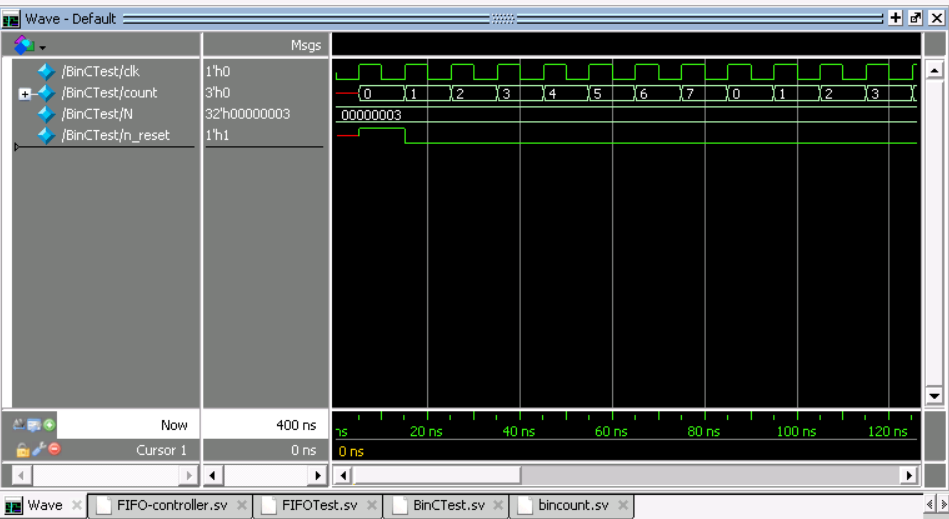 Wave - Default
Msgs
/BinCTest/clk 1'h0
/BinCTest/count 3'h0 0 1 2 3 4 5 6 7 0 1 2 3
/BinCTest/N 32'h00000003 00000003
/BinCTest/n_reset 1'h1
Now 400 ns ns 20 ns 40 ns 60 ns 80 ns 100 ns 120 ns
Cursor 1 0 ns 0 ns
Wave FIFO-controller.sv FIFOTest.sv BinCTest.sv bincount.sv